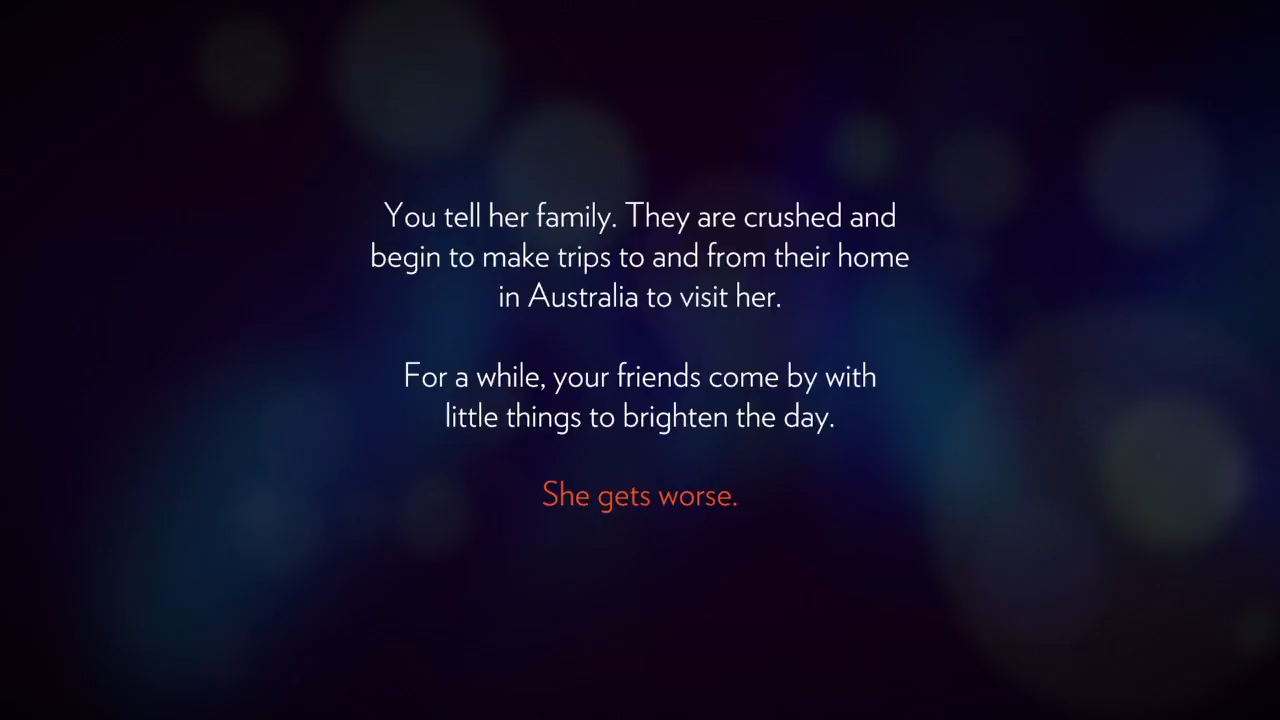 You tell her family. They are crushed and
begin to make trips to and from their home
in Australia to visit her.
For a while, your friends come by with
little things to brighten the day.
She gets worse.